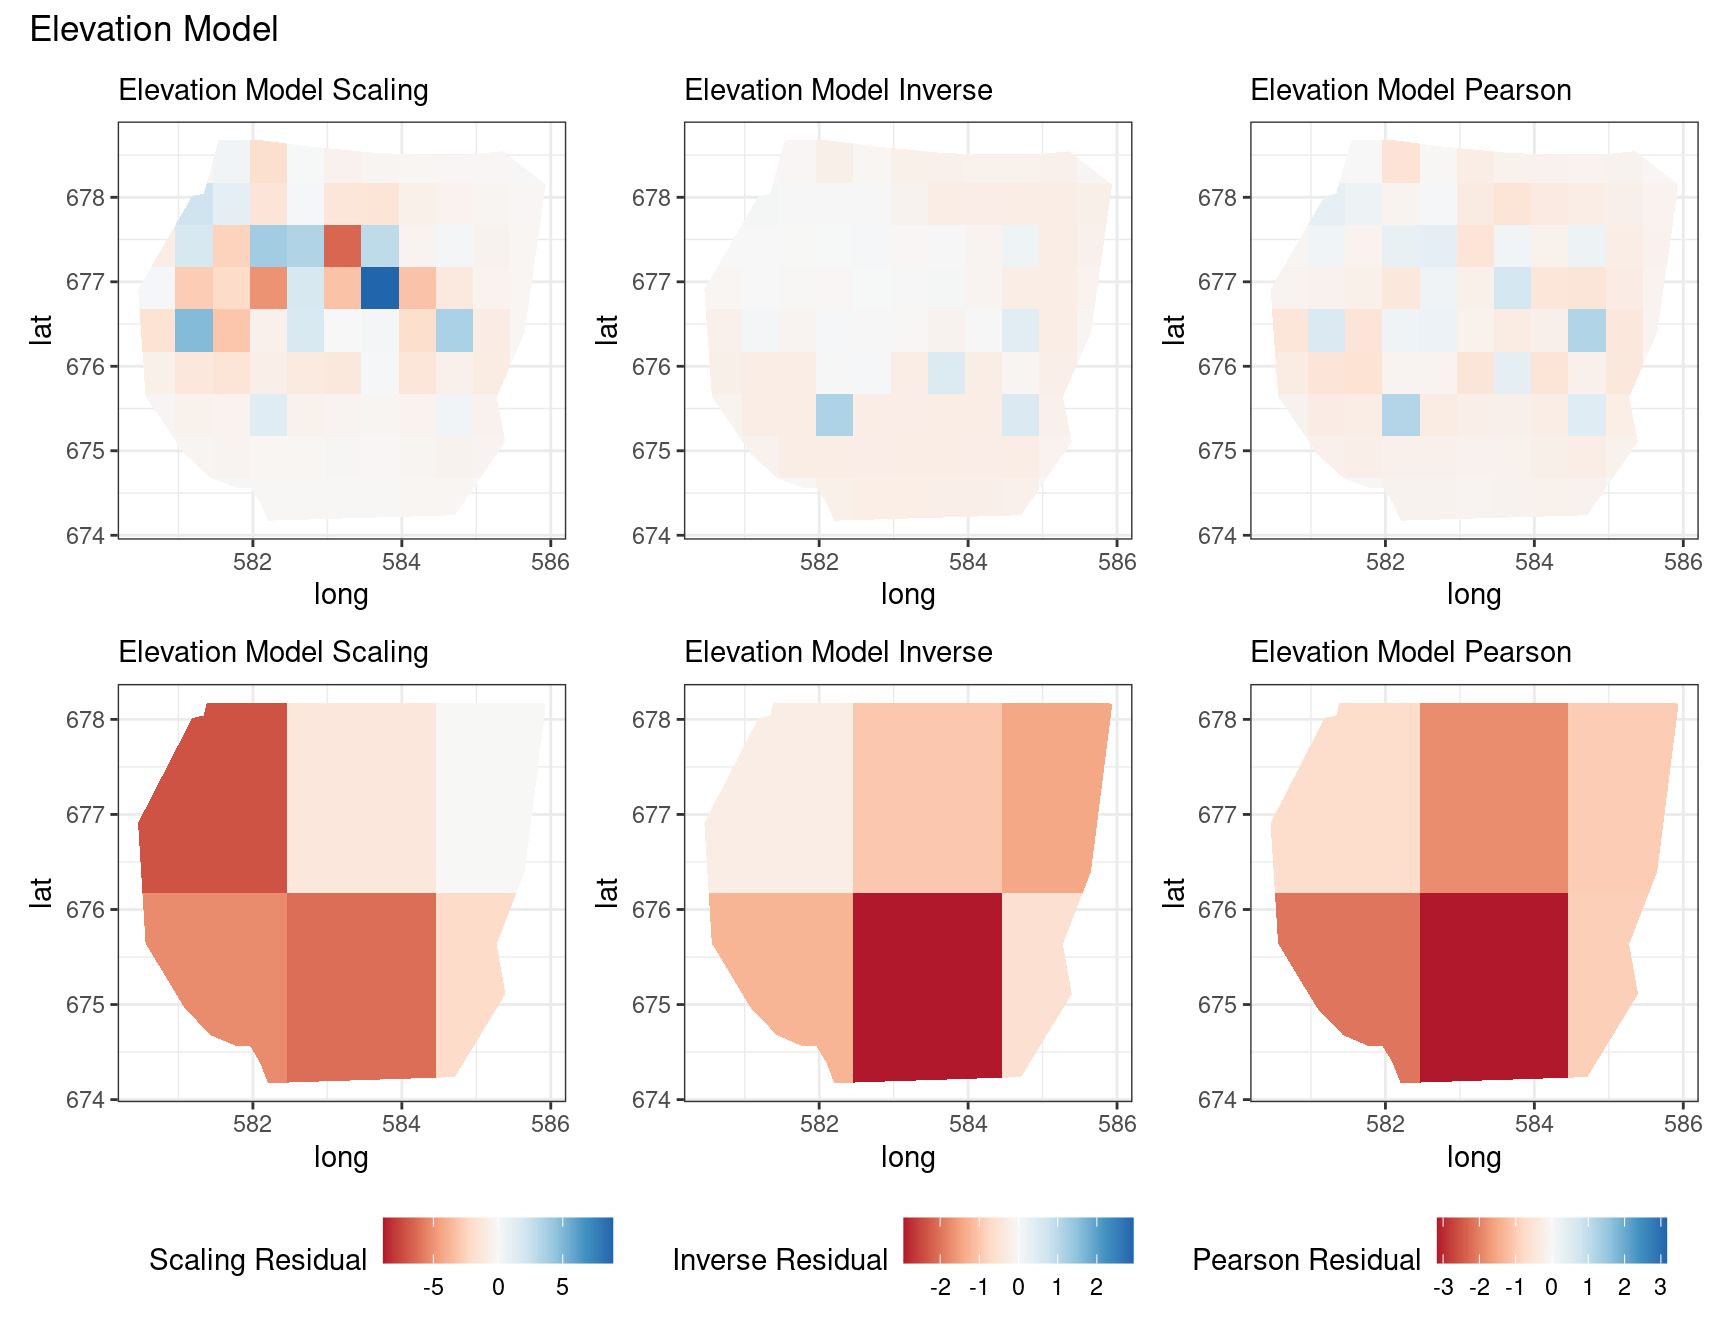 Elevation Model
Elevation Model Scaling
Elevation Model Inverse
Elevation Model Pearson
lat
678
677
676
675
674
582
584
586
long
lat
678
677
676
675
674
582
584
586
long
lat
678
677
676
675
674
582
584
586
long
Elevation Model Scaling
Elevation Model Inverse
Elevation Model Pearson
lat
678
677
676
675
674
582
584
586
long
lat
678
677
676
675
674
582
584
586
long
lat
678
677
676
675
674
582
584
586
long
Scaling Residual
-5 0 5
Inverse Residual
-2 -1 0 1 2
Pearson Residual
-3 -2 -1 0 1 2 3